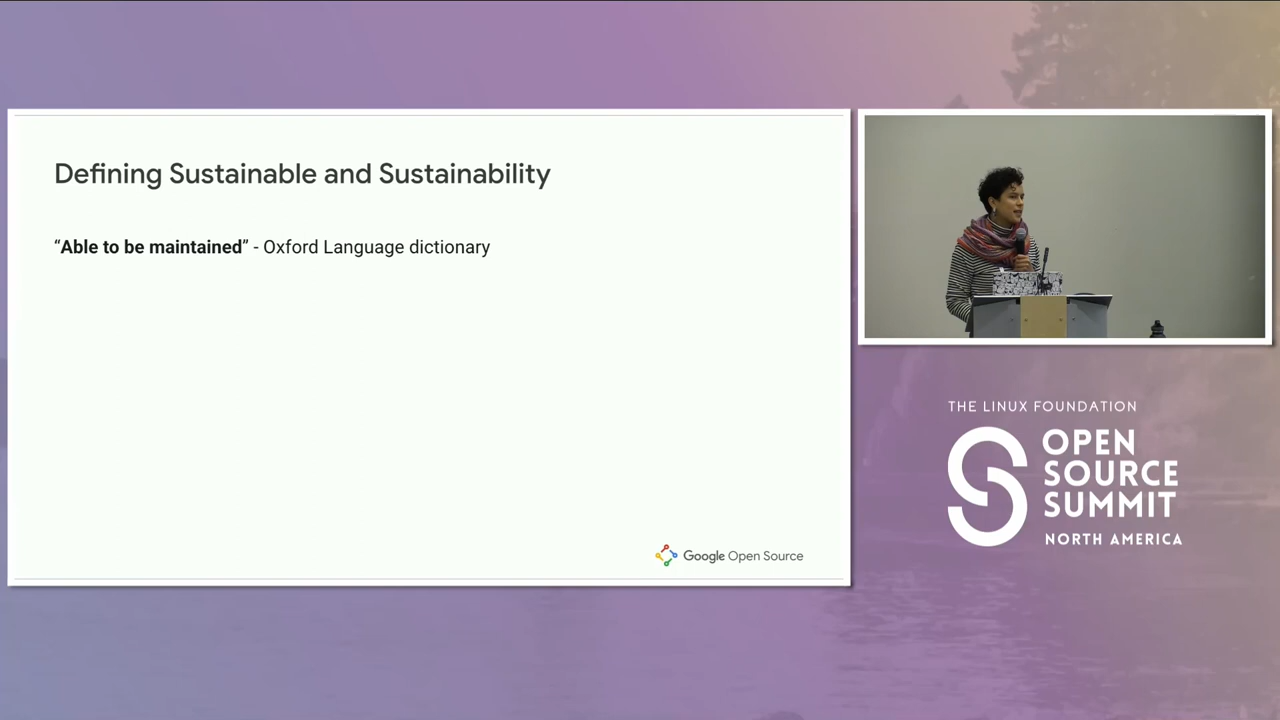 Defining Sustainable and Sustainability
“Able to be maintained” - Oxford Language dictionary
Google Open Source
THE LINUX FOUNDATION
OPEN
SOURCE
SUMMIT
NORTH AMERICA